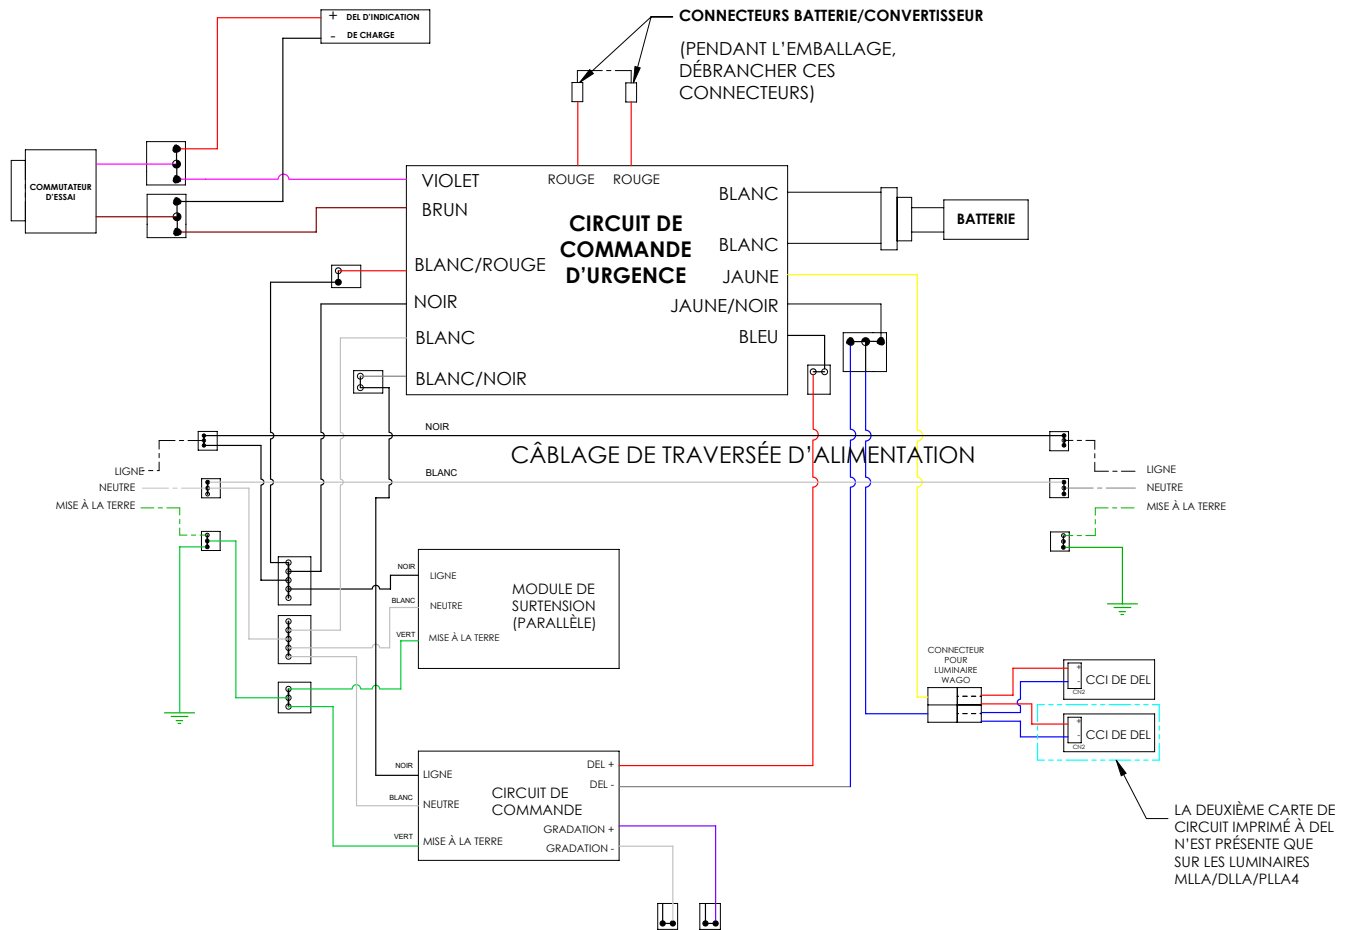 + DEL D'INDICATION
- DE CHARGE
CONNECTEURS BATTERIE/CONVERTISSEUR
(PENDANT L'EMBALLAGE,
DÉBRANCHER CES
CONNECTEURS)
COMMUTATEUR
D'ESSAI
VIOLET
BRUN
BLANC/ROUGE
NOIR
BLANC
BLANC/NOIR
ROUGE ROUGE
CIRCUIT DE
COMMANDE
D'URGENCE
BLANC
BLANC
JAUNE
JAUNE/NOIR
BLEU
BATTERIE
NOIR
CÂBLAGE DE TRAVERSÉE D'ALIMENTATION
BLANC
LIGNE
NEUTRE
MISE À LA TERRE
LIGNE
NEUTRE
MISE À LA TERRE
NOIR
BLANC
VERT
LIGNE
NEUTRE
MISE À LA TERRE
MODULE DE
SURTENSION
(PARALLÈLE)
CONNECTEUR
POUR
LUMINAIRE
WAGO
+
-
CN2
CCI DE DEL
+
-
CN2
CCI DE DEL
NOIR
BLANC
VERT
LIGNE
NEUTRE
MISE À LA TERRE
CIRCUIT DE
COMMANDE
DEL +
DEL -
GRADATION +
GRADATION -
LA DEUXIÈME CARTE DE
CIRCUIT IMPRIMÉ À DEL
N'EST PRÉSENTE QUE
SUR LES LUMINAIRES
MLLA/DLLA/PLLA4